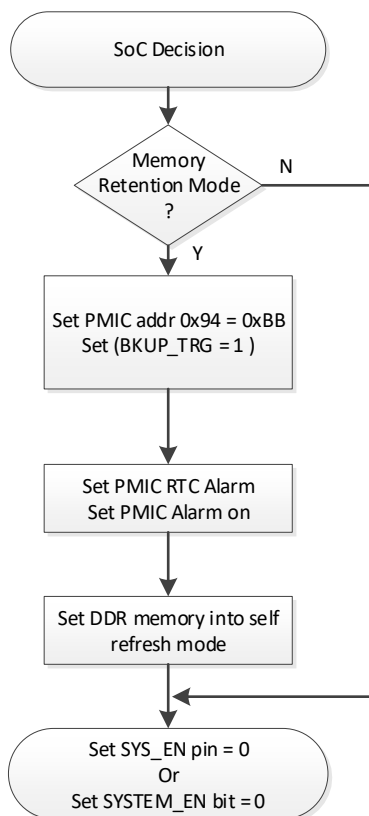 SoC Decision
Memory
Retention Mode
?
N
Y
Set PMIC addr 0x94 = 0xBB
Set (BKUP_TRG = 1 )
Set PMIC RTC Alarm
Set PMIC Alarm on
Set DDR memory into self
refresh mode
Set SYS_EN pin = 0
Or
Set SYSTEM_EN bit = 0